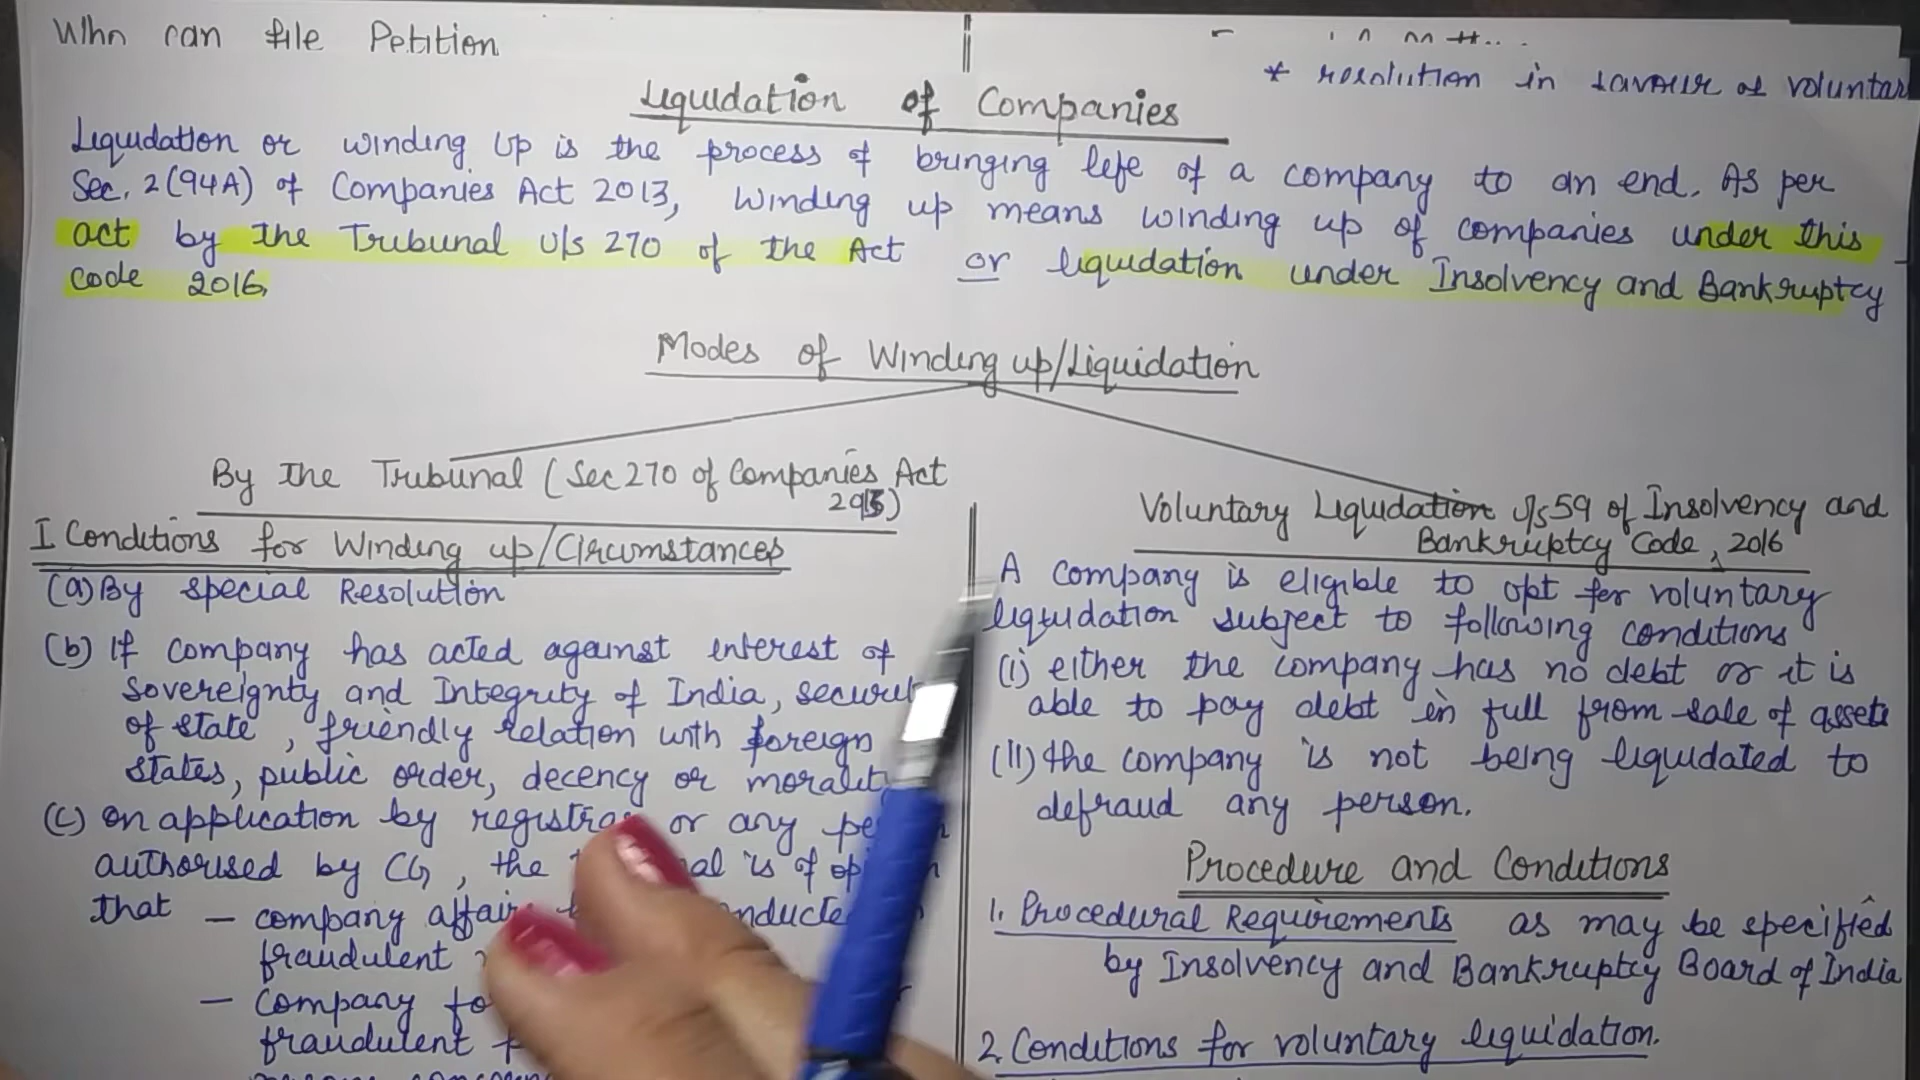 Who can file Petition
* resolution in favour of voluntar
Liquidation of Companies
Liquidation or winding up is the process of bringing life of a company to an end. As per
Sec. 2(94A) of Companies Act 2013, winding up means winding up of companies under this
act by the Tribunal u/s 270 of the Act or liquidation under Insolvency and Bankruptcy
Code 2016.
Modes of Winding up/Liquidation
By the Tribunal (Sec 270 of Companies Act
2013)
I Conditions for Winding up/Circumstances
(a) By special Resolution
(b) If company has acted against interest of
sovereignty and Integrity of India,
of state, friendly relation with foreign
states, public order, decency or
(c) on application by registrar or any
authorised by CG, the is of
that - company
fraudulent
- company
fraudulent
Voluntary Liquidation u/s 59 of Insolvency and
Bankruptcy Code, 2016
A company is eligible to opt for voluntary
liquidation subject to following conditions
(i) either the company has no debt or it is
able to pay debt in full from sale of assets
(II) the company is not being liquidated to
defraud any person.
Procedure and Conditions
1. Procedural Requirements as may be specified
by Insolvency and Bankruptcy Board of India
2. Conditions for voluntary liquidation.